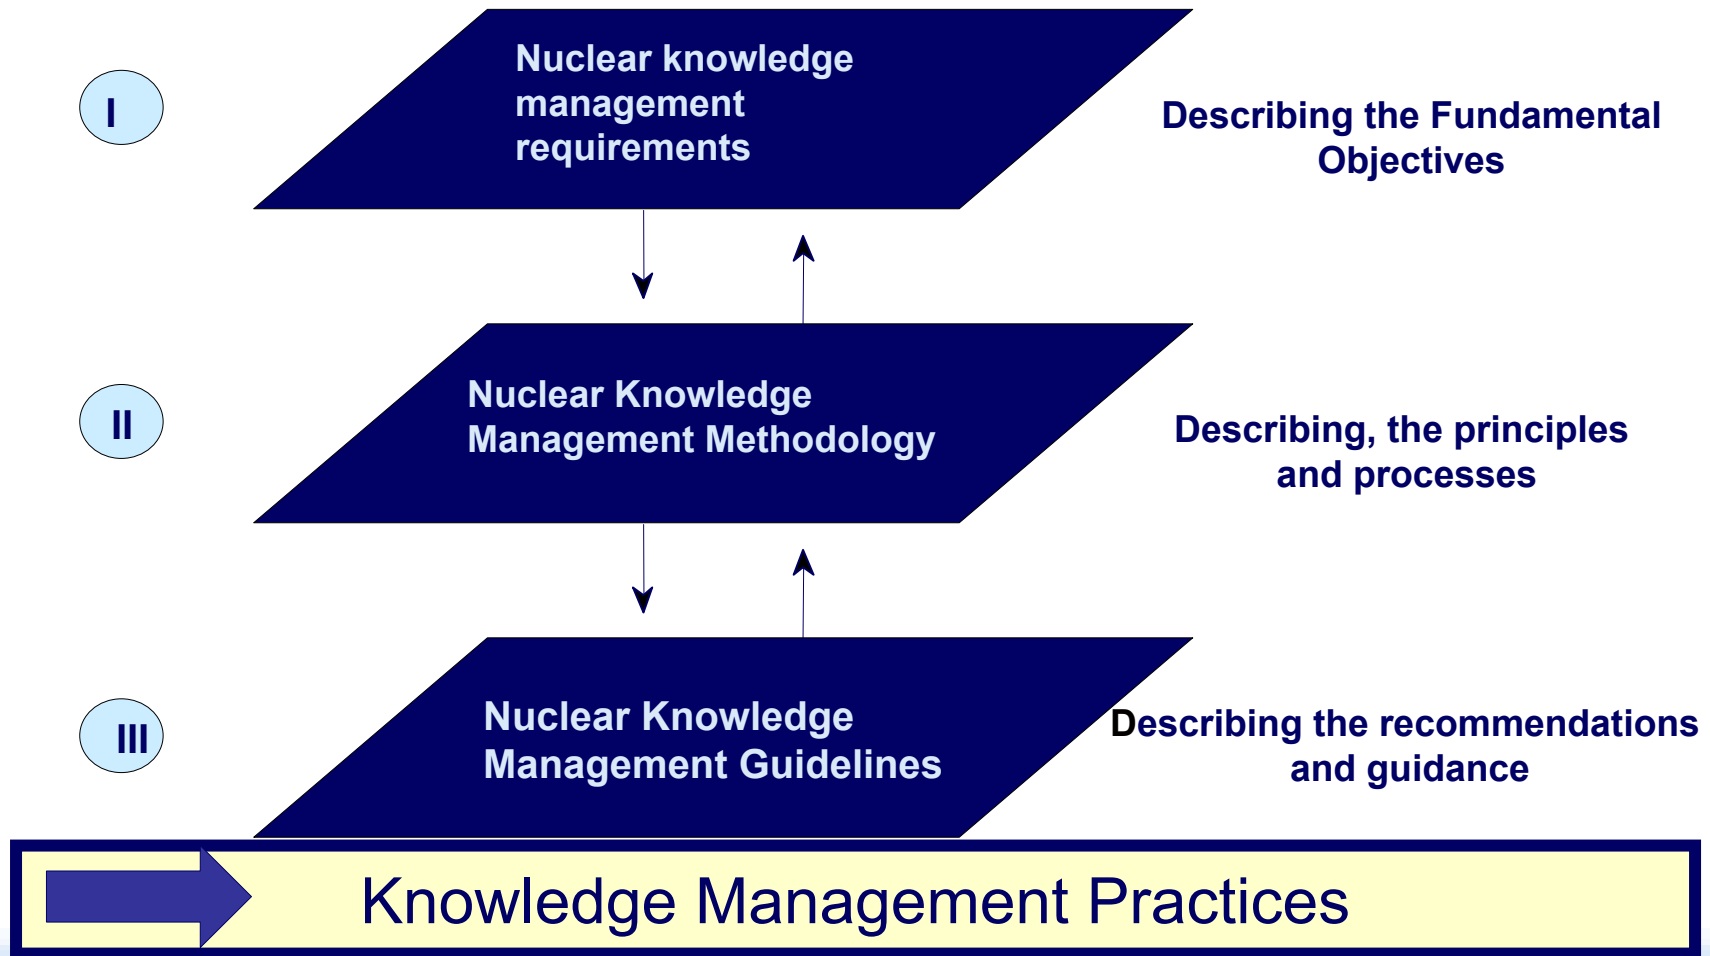 I
Nuclear knowledge
management
requirements
Describing the Fundamental
Objectives
II
Nuclear Knowledge
Management Methodology
Describing, the principles
and processes
III
Nuclear Knowledge
Management Guidelines
Describing the recommendations
and guidance
Knowledge Management Practices